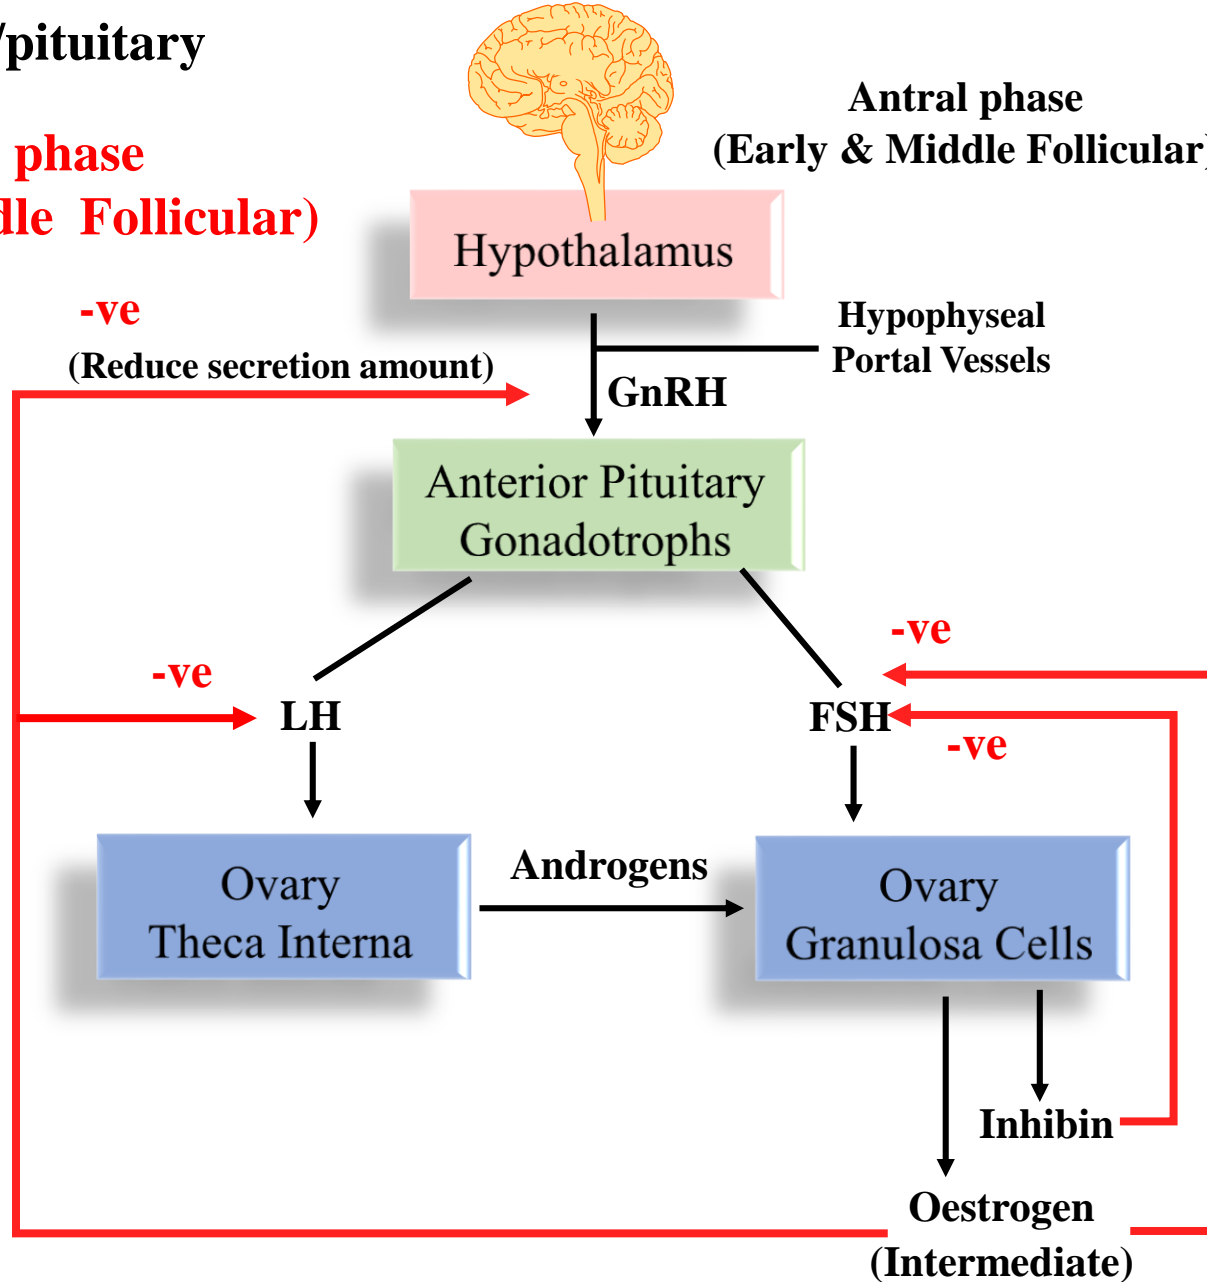 /pituitary
Antral phase
(Early & Middle Follicular)
phase
dle Follicular)
Hypothalamus
-ve
(Reduce secretion amount)
Hypophyseal
Portal Vessels
GnRH
Anterior Pituitary
Gonadotrophs
-ve
-ve
LH
FSH
-ve
Ovary
Theca Interna
Androgens
Ovary
Granulosa Cells
Inhibin
Oestrogen
(Intermediate)